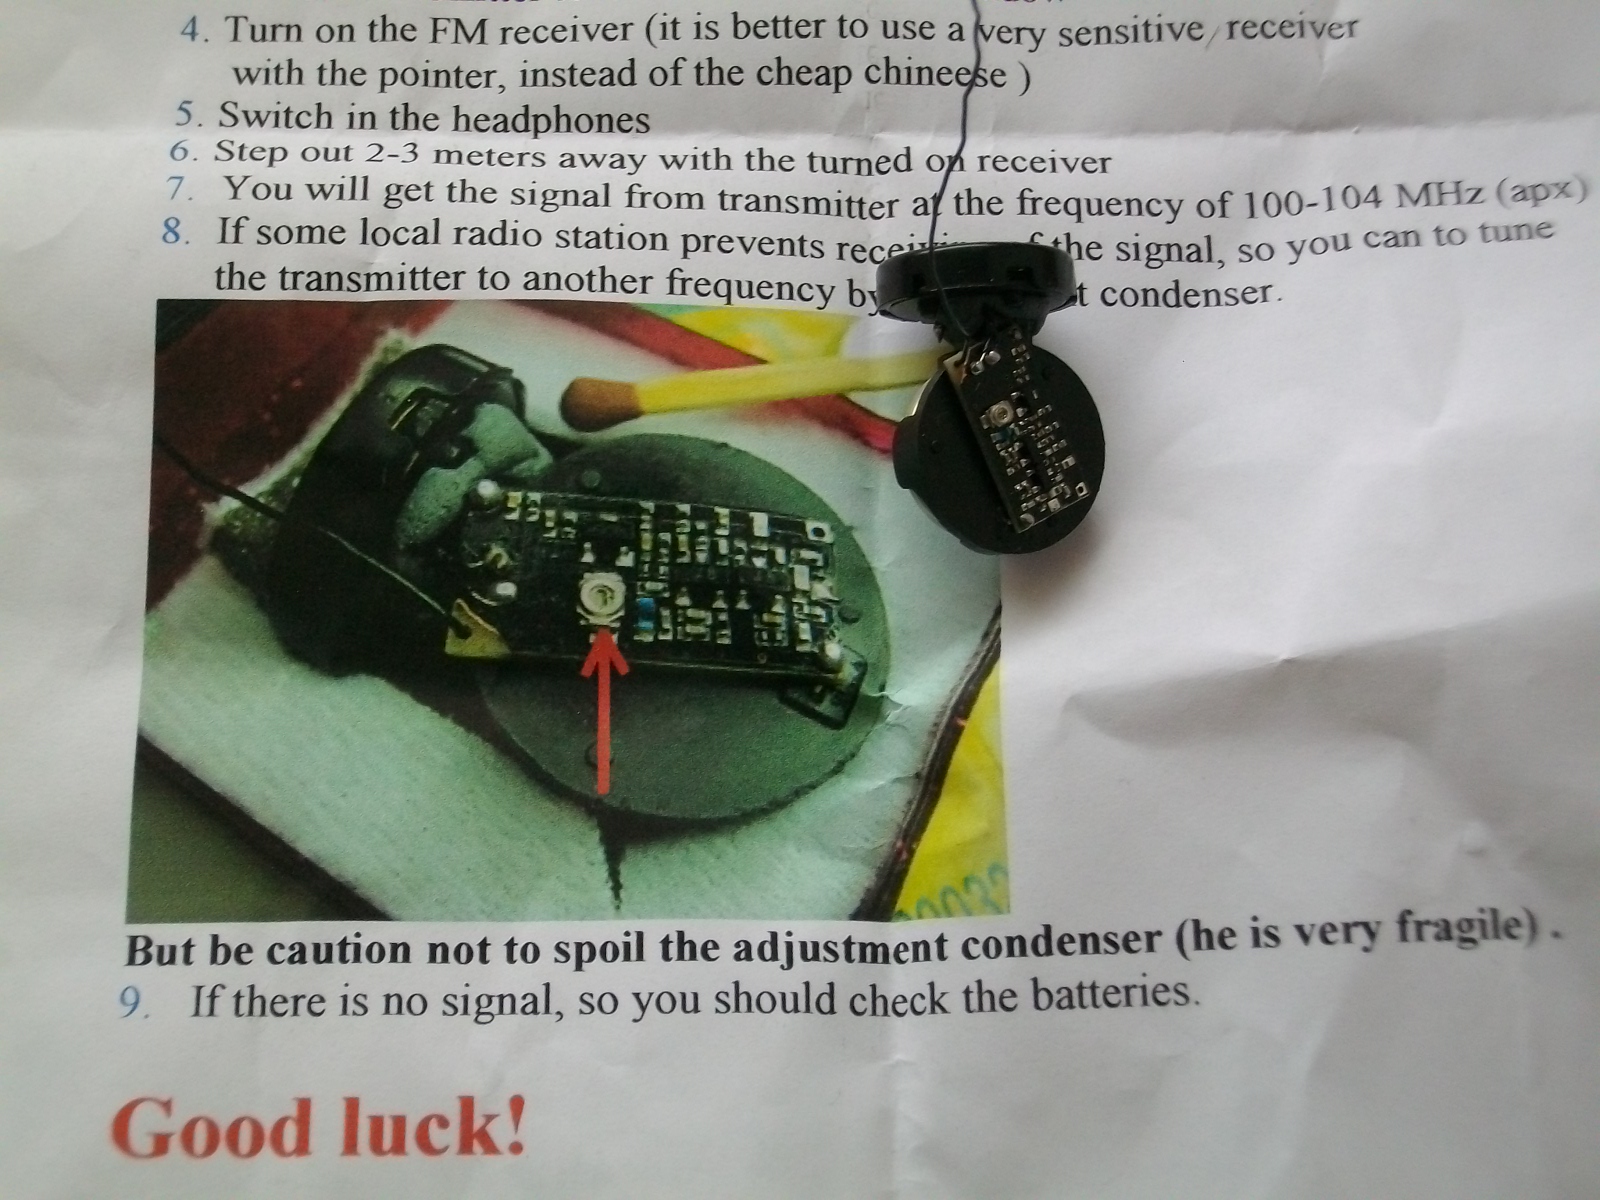 4. Turn on the FM receiver (it is better to use a very sensitive receiver
with the pointer, instead of the cheap chineese )
5. Switch in the headphones
6. Step out 2-3 meters away with the turned on receiver
7. You will get the signal from transmitter at the frequency of 100-104 MHz (apx)
8. If some local radio station prevents of the signal, so you can to tune
the transmitter to another frequency by condenser.
But be caution not to spoil the adjustment condenser (he is very fragile) .
9. If there is no signal, so you should check the batteries.
Good luck!